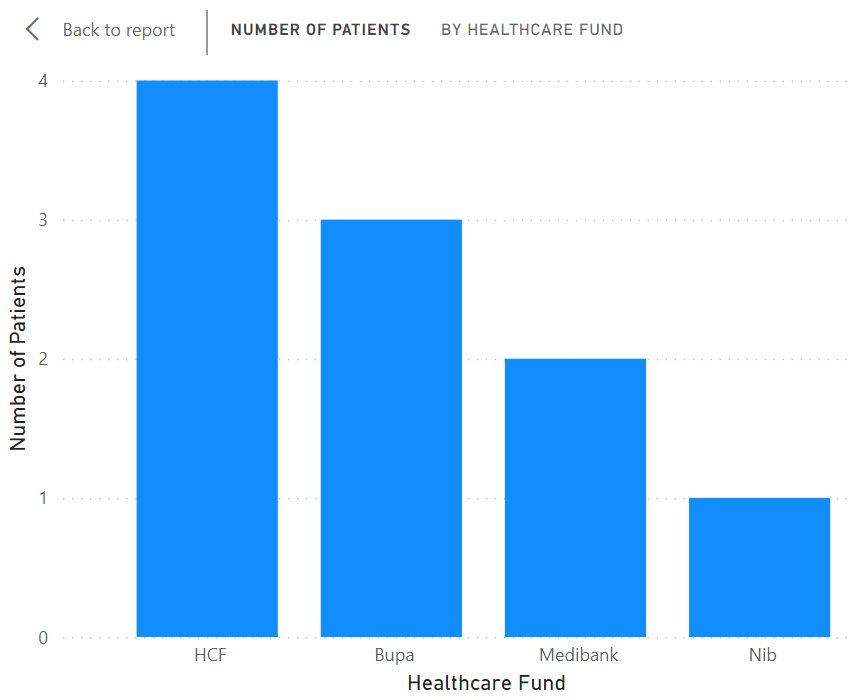 Back to report
NUMBER OF PATIENTS
BY HEALTHCARE FUND
4
3
2
1
0
Number of Patients
HCF
Bupa
Medibank
Nib
Healthcare Fund